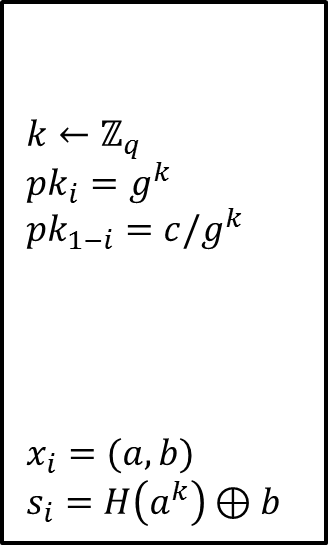 k ← ℤ_q
pk_i = g^k
pk_{1−i} = c/g^k
x_i = (a, b)
s_i = H(a^k) ⊕ b